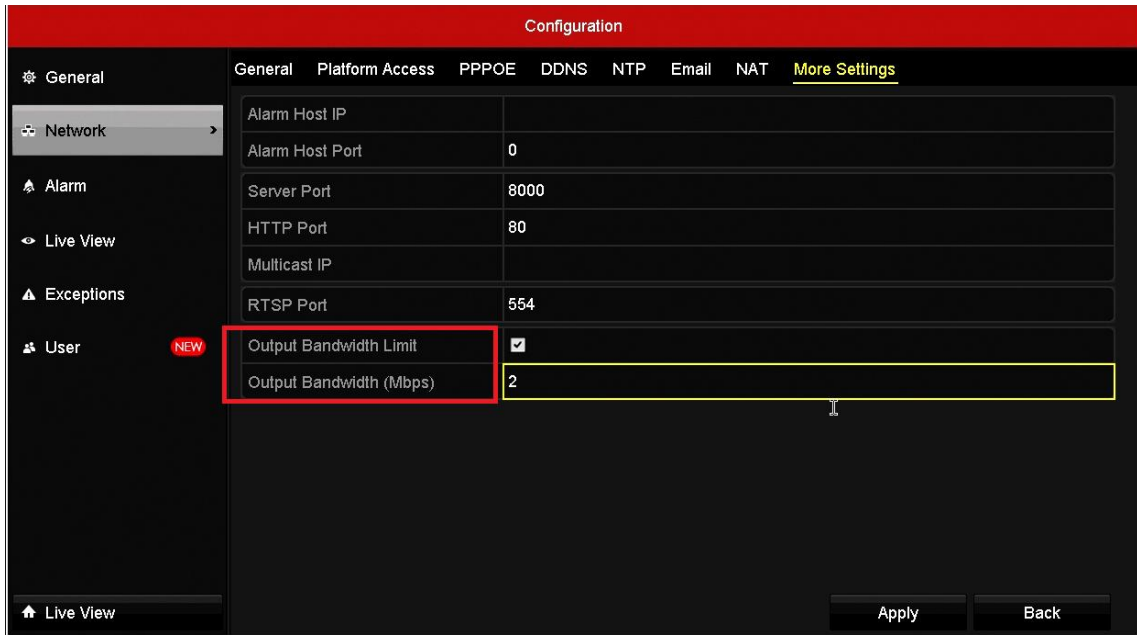 Configuration
General
Network
Alarm
Live View
Exceptions
User NEW
Live View
General Platform Access PPPOE DDNS NTP Email NAT More Settings
Alarm Host IP
Alarm Host Port 0
Server Port 8000
HTTP Port 80
Multicast IP
RTSP Port 554
Output Bandwidth Limit
Output Bandwidth (Mbps) 2
Apply Back